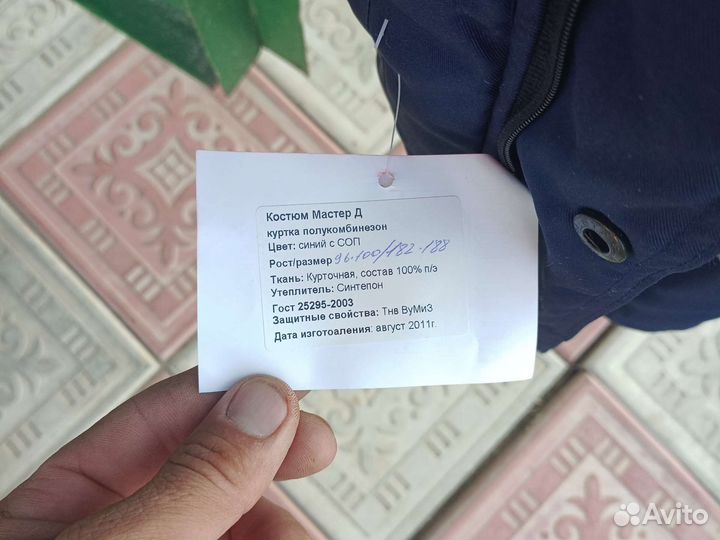 Костюм Мастер Д
куртка полукомбинезон
Цвет: синий с СОП
Рост/размер 96-100/182-188
Ткань: Курточная, состав 100% п/э
Утеплитель: Синтепон
Гост 25295-2003
Защитные свойства: Тнв ВуМиЗ
Дата изготоаления: август 2011г.
Avito